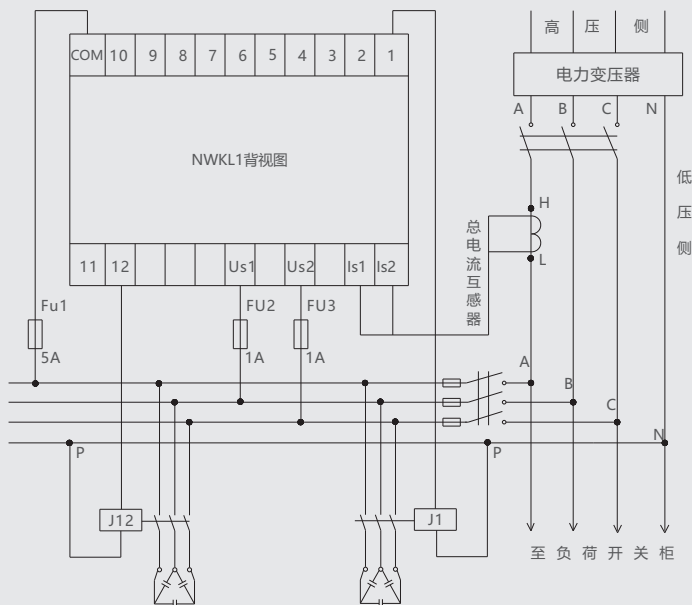 高 压 侧
COM 10 9 8 7 6 5 4 3 2 1
电力变压器
A B C N
NWKL1背视图
低压侧
H
总电流互感器
L
11 12 Us1 Us2 Is1 Is2
Fu1 FU2 FU3
5A 1A 1A
A
B
C
N
P P
J12 J1
至 负 荷 开 关 柜